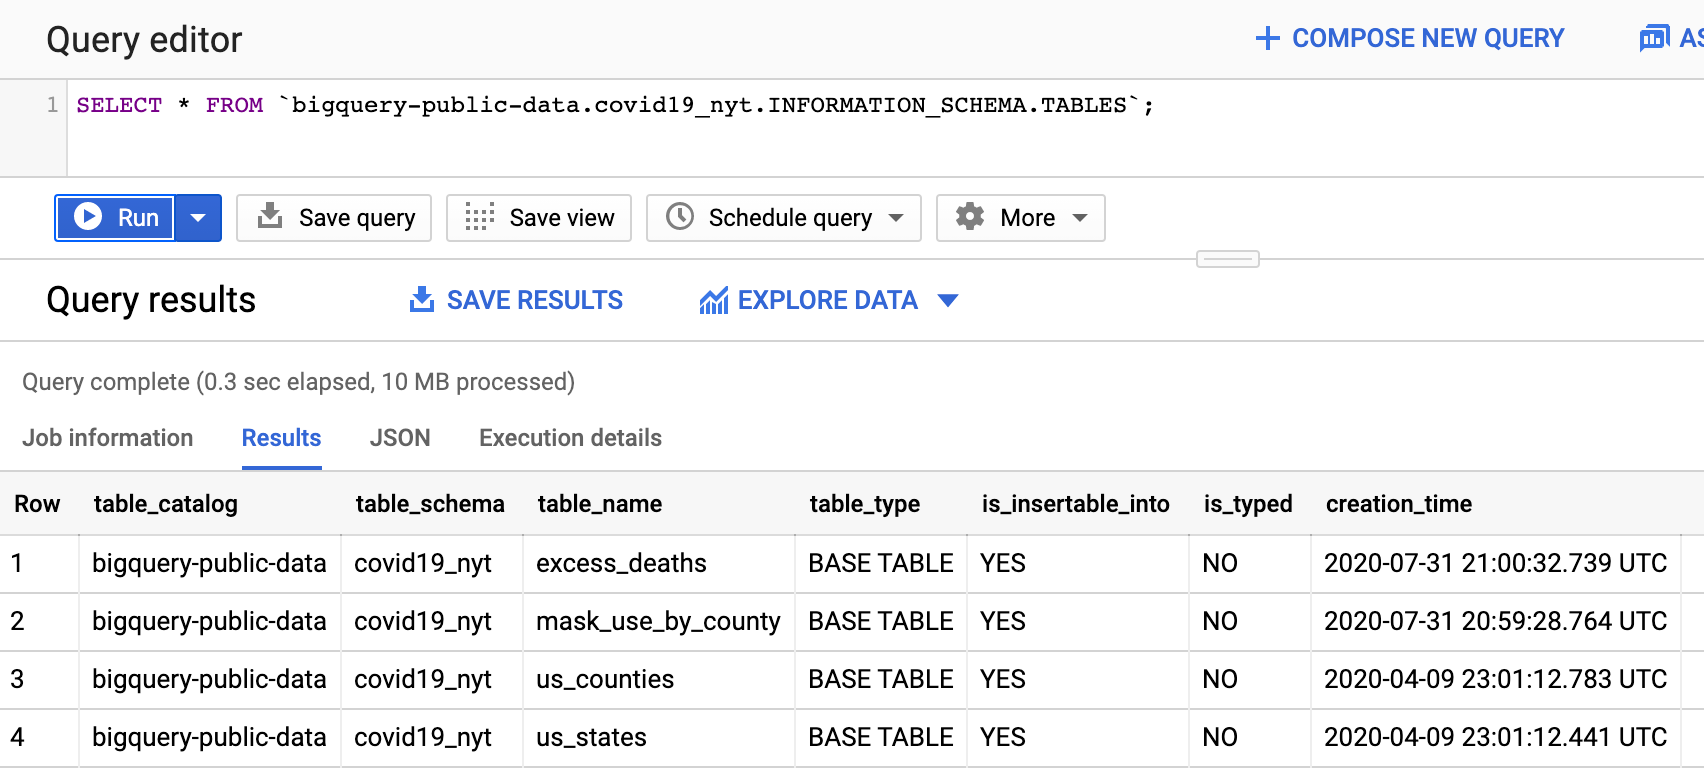 Query editor
COMPOSE NEW QUERY
1 SELECT * FROM `bigquery-public-data.covid19_nyt.INFORMATION_SCHEMA.TABLES`;
Run Save query Save view Schedule query More
Query results SAVE RESULTS EXPLORE DATA
Query complete (0.3 sec elapsed, 10 MB processed)
Job information Results JSON Execution details
Row table_catalog table_schema table_name table_type is_insertable_into is_typed creation_time
1 bigquery-public-data covid19_nyt excess_deaths BASE TABLE YES NO 2020-07-31 21:00:32.739 UTC
2 bigquery-public-data covid19_nyt mask_use_by_county BASE TABLE YES NO 2020-07-31 20:59:28.764 UTC
3 bigquery-public-data covid19_nyt us_counties BASE TABLE YES NO 2020-04-09 23:01:12.783 UTC
4 bigquery-public-data covid19_nyt us_states BASE TABLE YES NO 2020-04-09 23:01:12.441 UTC